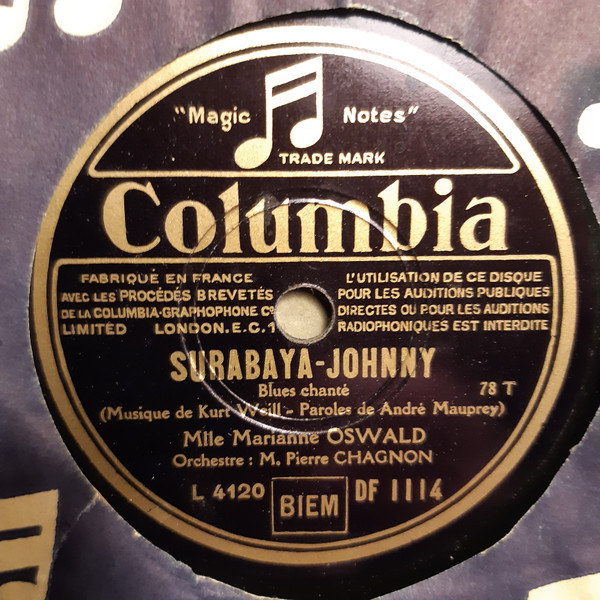 "Magic Notes"
TRADE MARK
Columbia
FABRIQUÉ EN FRANCE
AVEC LES PROCÉDÉS BREVETÉS
DE LA COLUMBIA-GRAPHOPHONE Cº
LIMITED LONDON.E.C.1
L'UTILISATION DE CE DISQUE
POUR LES AUDITIONS PUBLIQUES
DIRECTES OU POUR LES AUDITIONS
RADIOPHONIQUES EST INTERDITE
SURABAYA-JOHNNY
Blues chanté 78 T
(Musique de Kurt Weill - Paroles de André Mauprey)
Mlle Marianne OSWALD
Orchestre : M. Pierre CHAGNON
L 4120 BIEM DF 1114